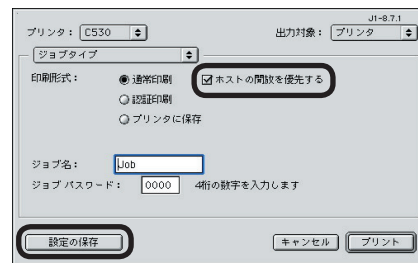 J1-8.7.1
プリンタ： C530 出力対象： プリンタ
ジョブタイプ
印刷形式： 通常印刷 ホストの開放を優先する
認証印刷
プリンタに保存
ジョブ名： Job
ジョブ パスワード： 0000 4桁の数字を入力します
設定の保存 キャンセル プリント